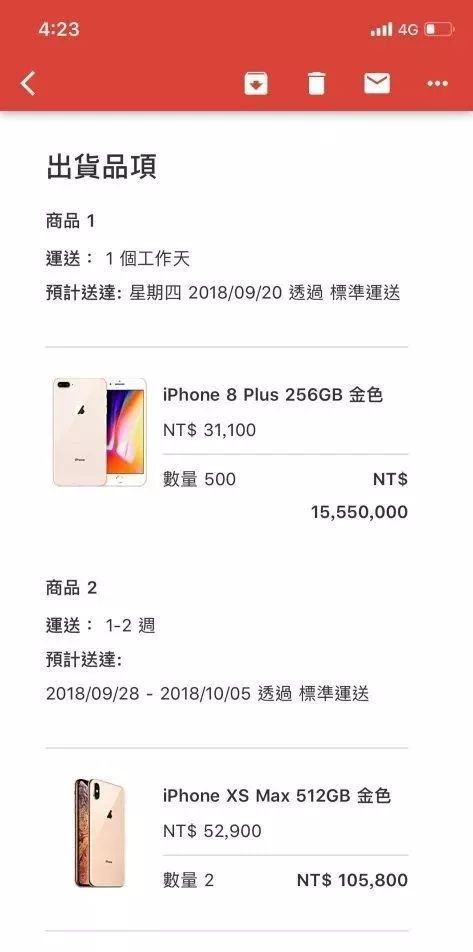 4:23
4G
出貨品項
商品 1
運送： 1 個工作天
預計送達: 星期四 2018/09/20 透過 標準運送
iPhone 8 Plus 256GB 金色
NT$ 31,100
數量 500 NT$
15,550,000
商品 2
運送： 1-2 週
預計送達:
2018/09/28 - 2018/10/05 透過 標準運送
iPhone XS Max 512GB 金色
NT$ 52,900
數量 2 NT$ 105,800